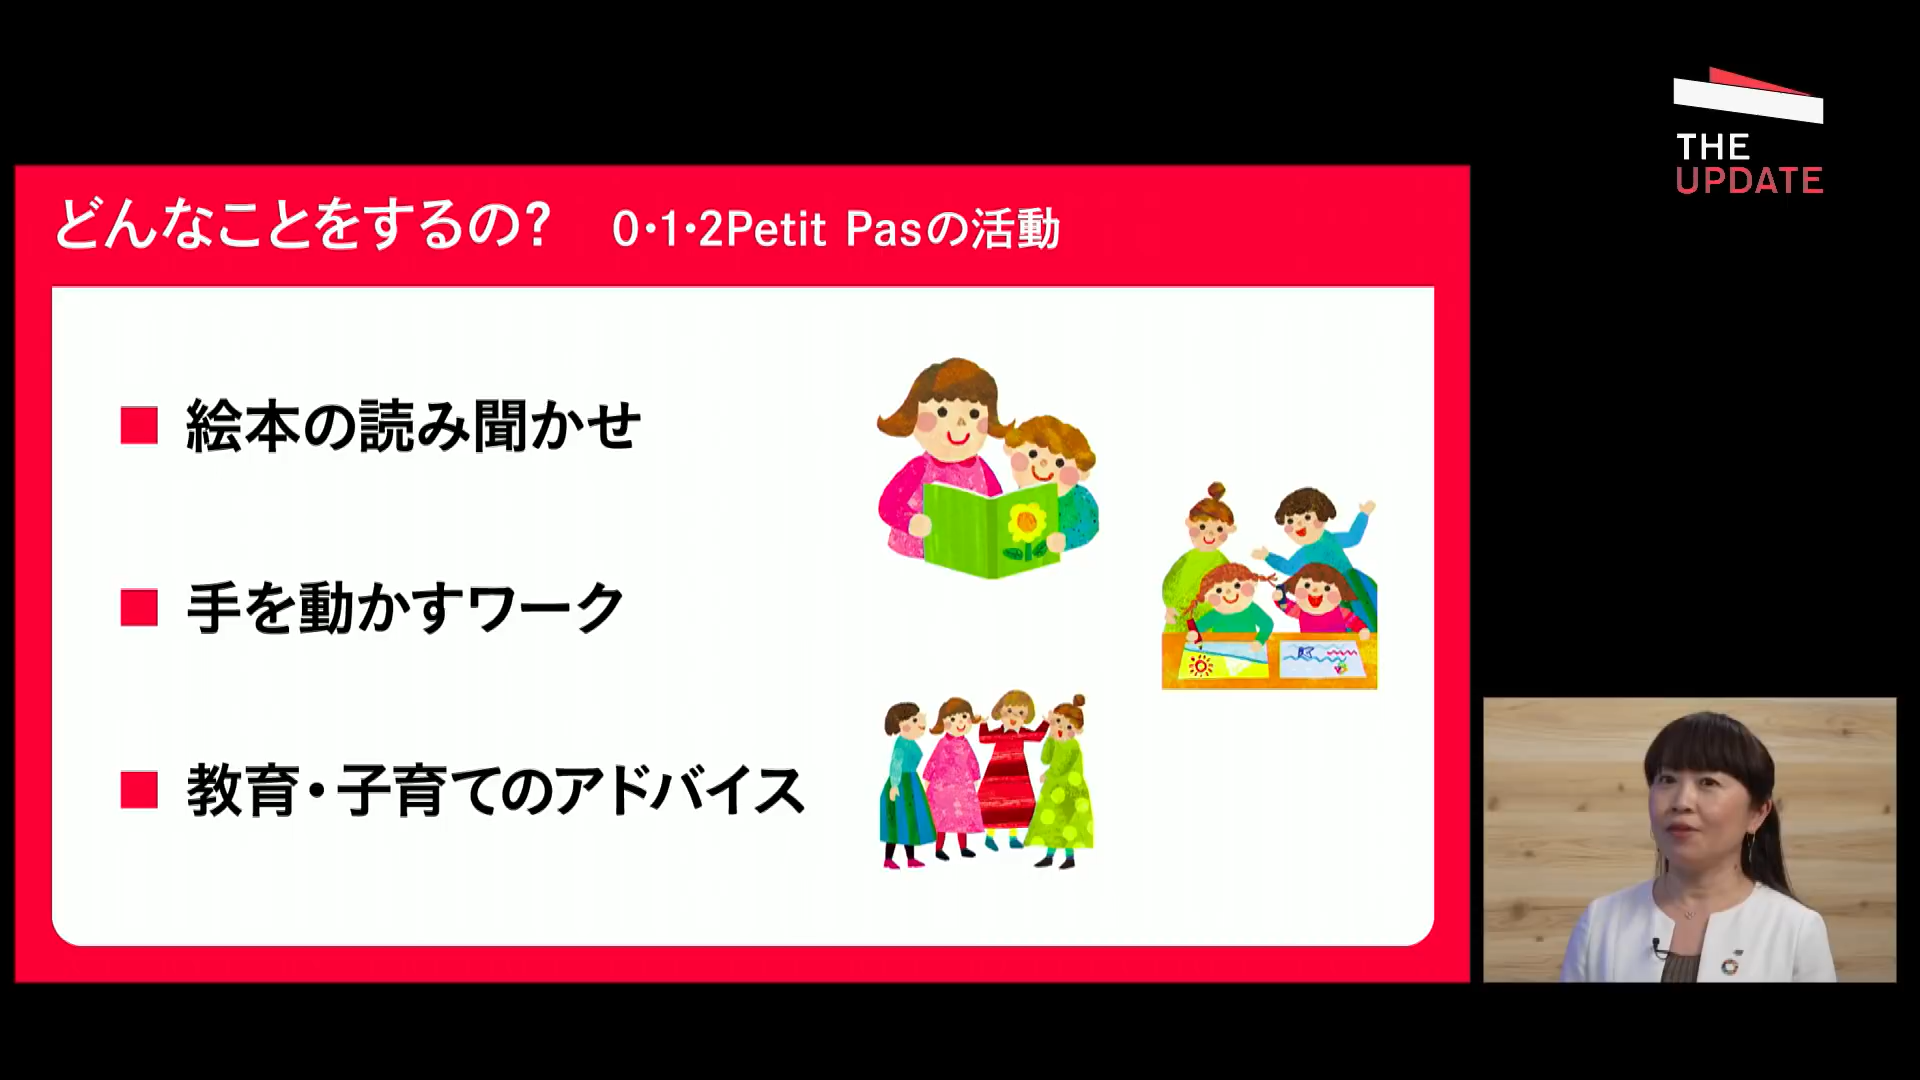 THE
UPDATE
どんなことをするの? 0・1・2Petit Pasの活動
絵本の読み聞かせ
手を動かすワーク
教育・子育てのアドバイス